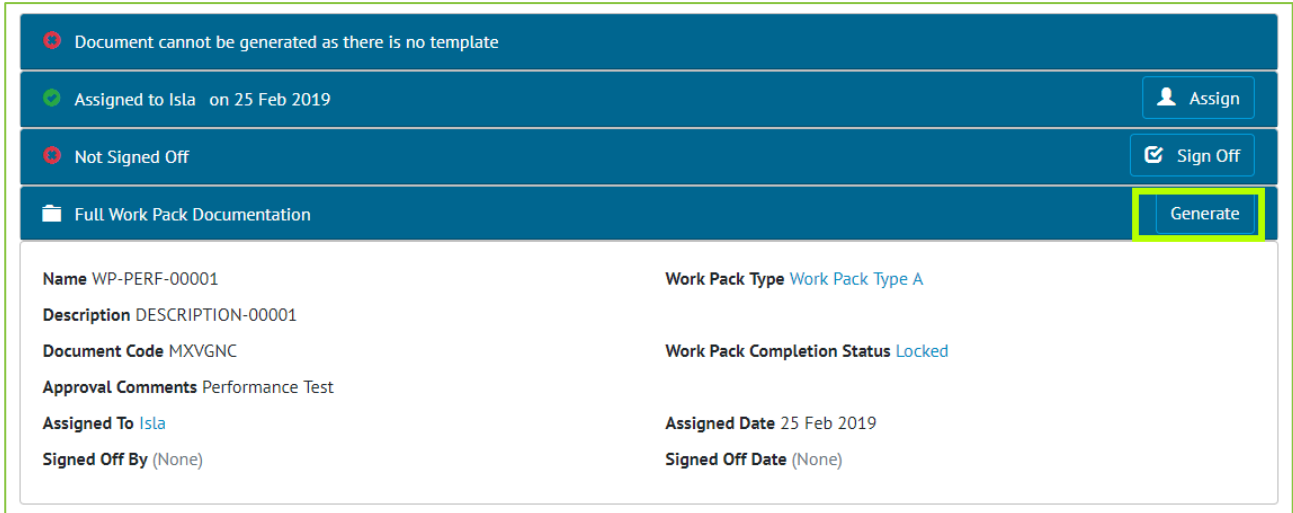 Document cannot be generated as there is no template
Assigned to Isla on 25 Feb 2019 Assign
Not Signed Off Sign Off
Full Work Pack Documentation Generate
Name WP-PERF-00001 Work Pack Type Work Pack Type A
Description DESCRIPTION-00001
Document Code MXVGNC Work Pack Completion Status Locked
Approval Comments Performance Test
Assigned To Isla Assigned Date 25 Feb 2019
Signed Off By (None) Signed Off Date (None)